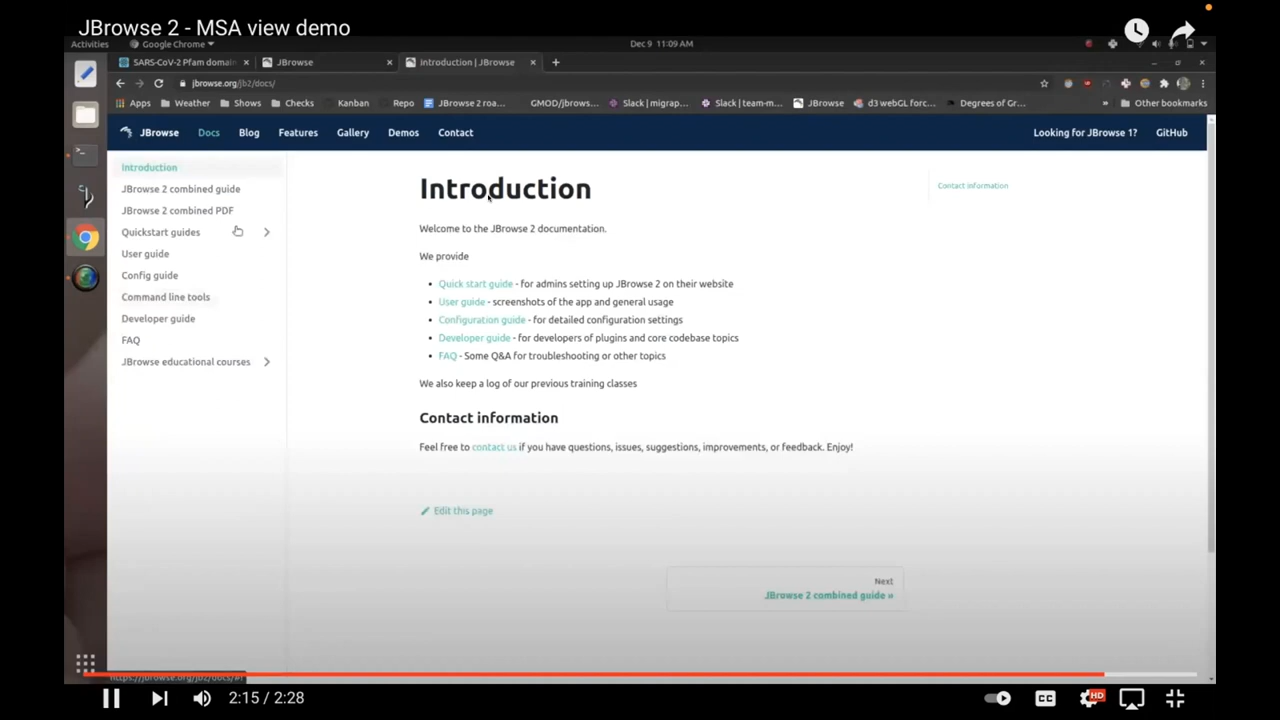 JBrowse 2 - MSA view demo
Activities Google Chrome Dec 9 11:09 AM
SARS-CoV-2 Pfam domain JBrowse Introduction | JBrowse
jbrowse.org/jb2/docs/
Apps Weather Shows Checks Kanban Repo JBrowse 2 roa... GMOD/jbrows... Slack | migrap... Slack | team-m... JBrowse d3 webGL forc... Degrees of Gr... » Other bookmarks
JBrowse Docs Blog Features Gallery Demos Contact Looking for JBrowse 1? GitHub
Introduction
JBrowse 2 combined guide
JBrowse 2 combined PDF
Quickstart guides
User guide
Config guide
Command line tools
Developer guide
FAQ
JBrowse educational courses
Introduction
Welcome to the JBrowse 2 documentation.
We provide
• Quick start guide - for admins setting up JBrowse 2 on their website
• User guide - screenshots of the app and general usage
• Configuration guide - for detailed configuration settings
• Developer guide - for developers of plugins and core codebase topics
• FAQ - Some Q&A for troubleshooting or other topics
We also keep a log of our previous training classes
Contact information
Feel free to contact us if you have questions, issues, suggestions, improvements, or feedback. Enjoy!
Edit this page
Next
JBrowse 2 combined guide »
Contact information
https://jbrowse.org/jb2/docs/#
2:15 / 2:28
CC
HD